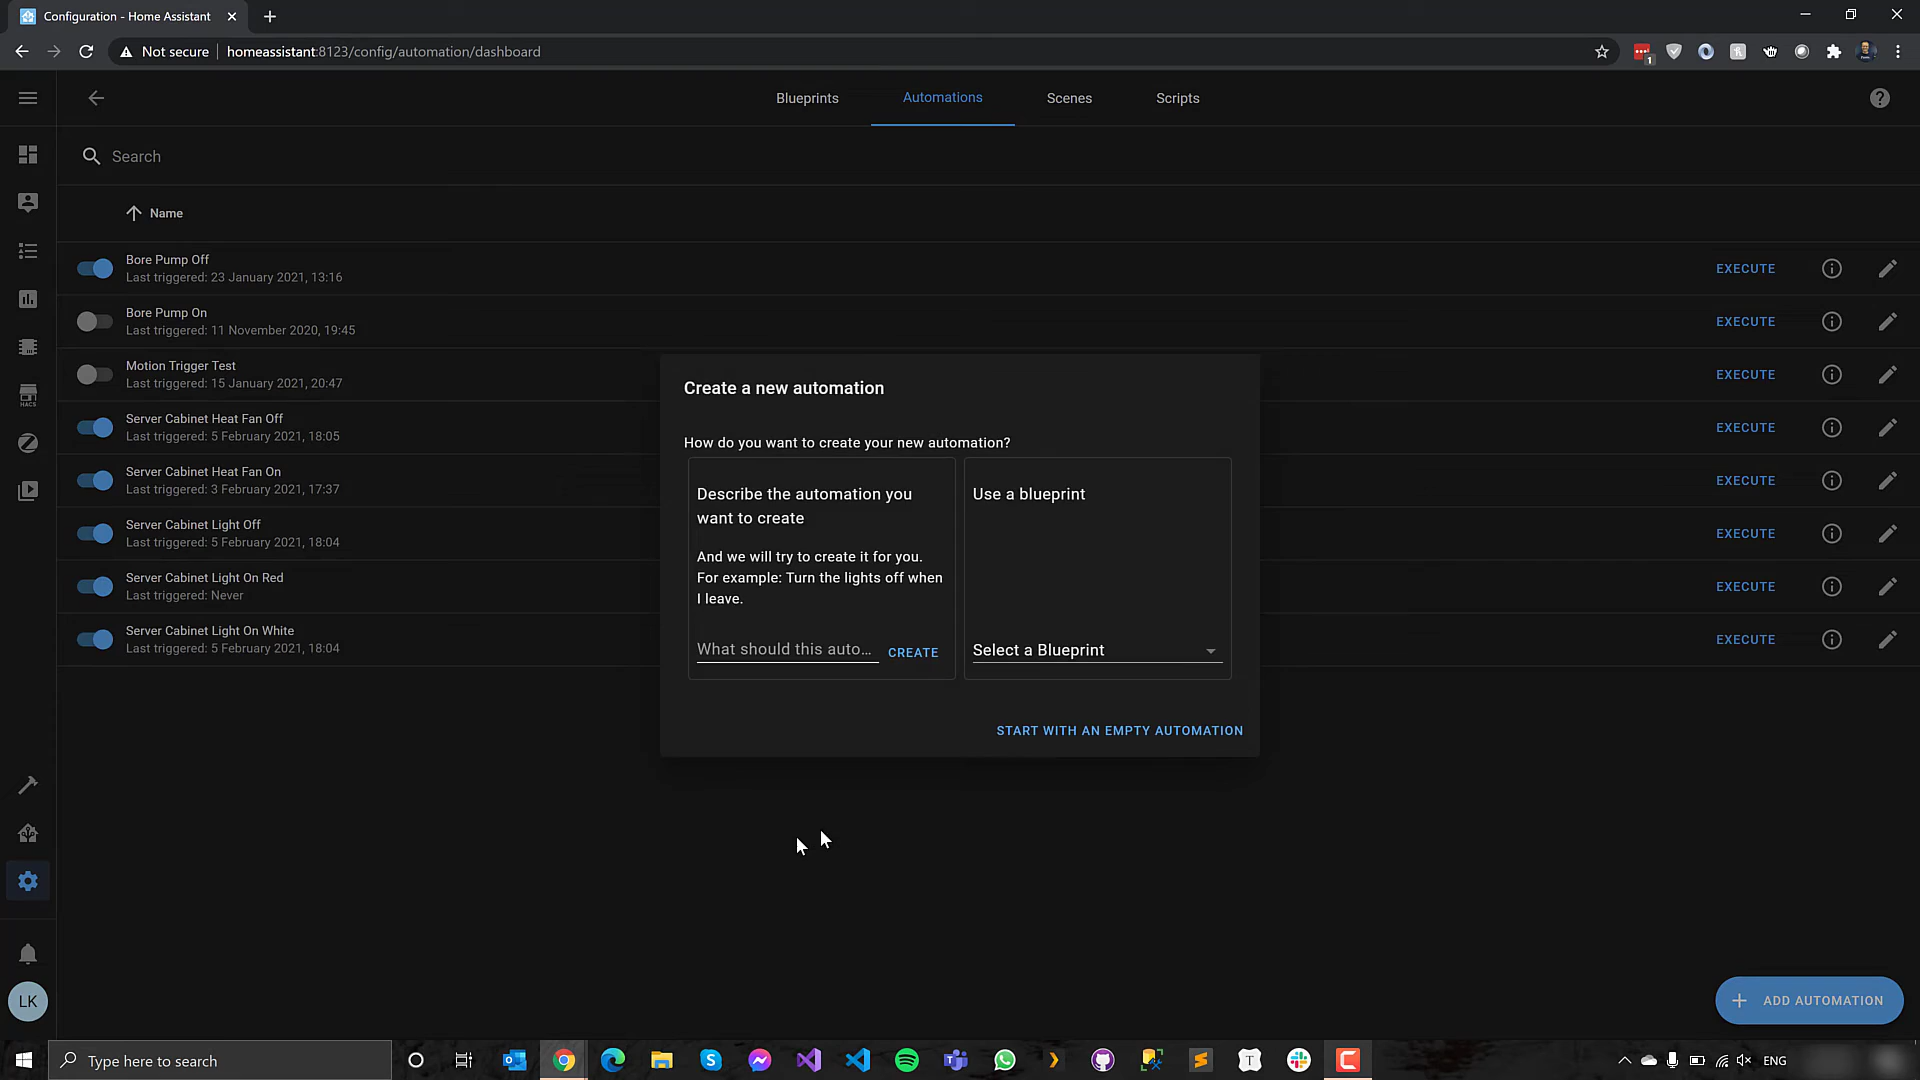 Configuration - Home Assistant
Not secure
homeassistant:8123/config/automation/dashboard
1
Blueprints
Automations
Scenes
Scripts
Search
Name
Bore Pump Off
Last triggered: 23 January 2021, 13:16
EXECUTE
Bore Pump On
Last triggered: 11 November 2020, 19:45
EXECUTE
Motion Trigger Test
Last triggered: 15 January 2021, 20:47
EXECUTE
Server Cabinet Heat Fan Off
Last triggered: 5 February 2021, 18:05
EXECUTE
Server Cabinet Heat Fan On
Last triggered: 3 February 2021, 17:37
EXECUTE
Server Cabinet Light Off
Last triggered: 5 February 2021, 18:04
EXECUTE
Server Cabinet Light On Red
Last triggered: Never
EXECUTE
Server Cabinet Light On White
Last triggered: 5 February 2021, 18:04
EXECUTE
HACS
Create a new automation
How do you want to create your new automation?
Describe the automation you
want to create
And we will try to create it for you.
For example: Turn the lights off when
I leave.
What should this auto...
CREATE
Use a blueprint
Select a Blueprint
START WITH AN EMPTY AUTOMATION
LK
ADD AUTOMATION
Type here to search
ENG